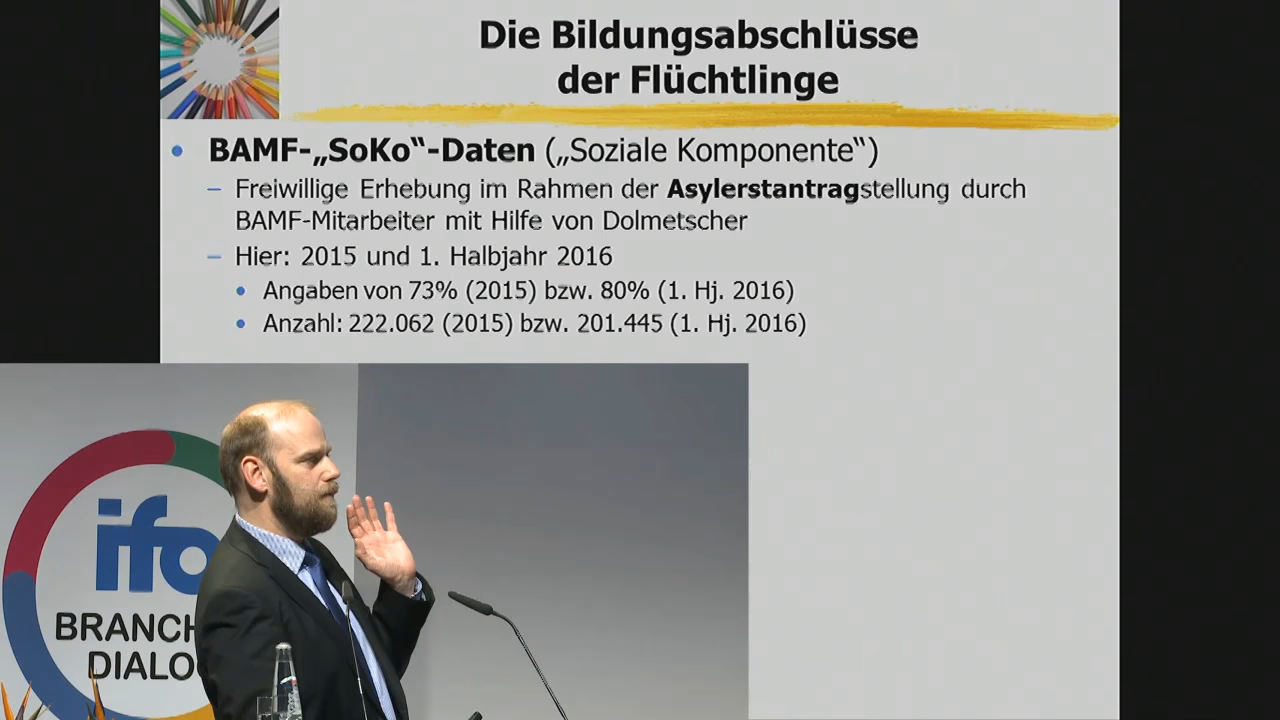 Die Bildungsabschlüsse
der Flüchtlinge
• BAMF-„SoKo“-Daten („Soziale Komponente“)
– Freiwillige Erhebung im Rahmen der Asylerstantragstellung durch
BAMF-Mitarbeiter mit Hilfe von Dolmetscher
– Hier: 2015 und 1. Halbjahr 2016
• Angaben von 73% (2015) bzw. 80% (1. Hj. 2016)
• Anzahl: 222.062 (2015) bzw. 201.445 (1. Hj. 2016)
ifo
BRANCH
DIALO